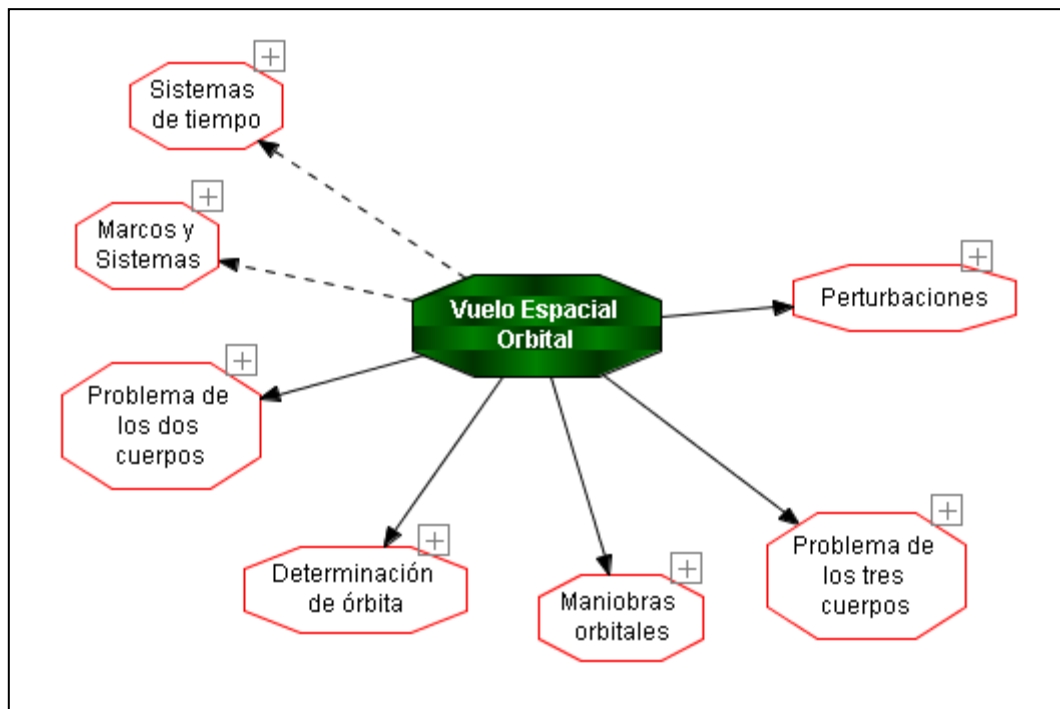 Sistemas
de tiempo
Marcos y
Sistemas
Vuelo Espacial
Orbital
Perturbaciones
Problema de
los dos
cuerpos
Determinación
de órbita
Maniobras
orbitales
Problema de
los tres
cuerpos